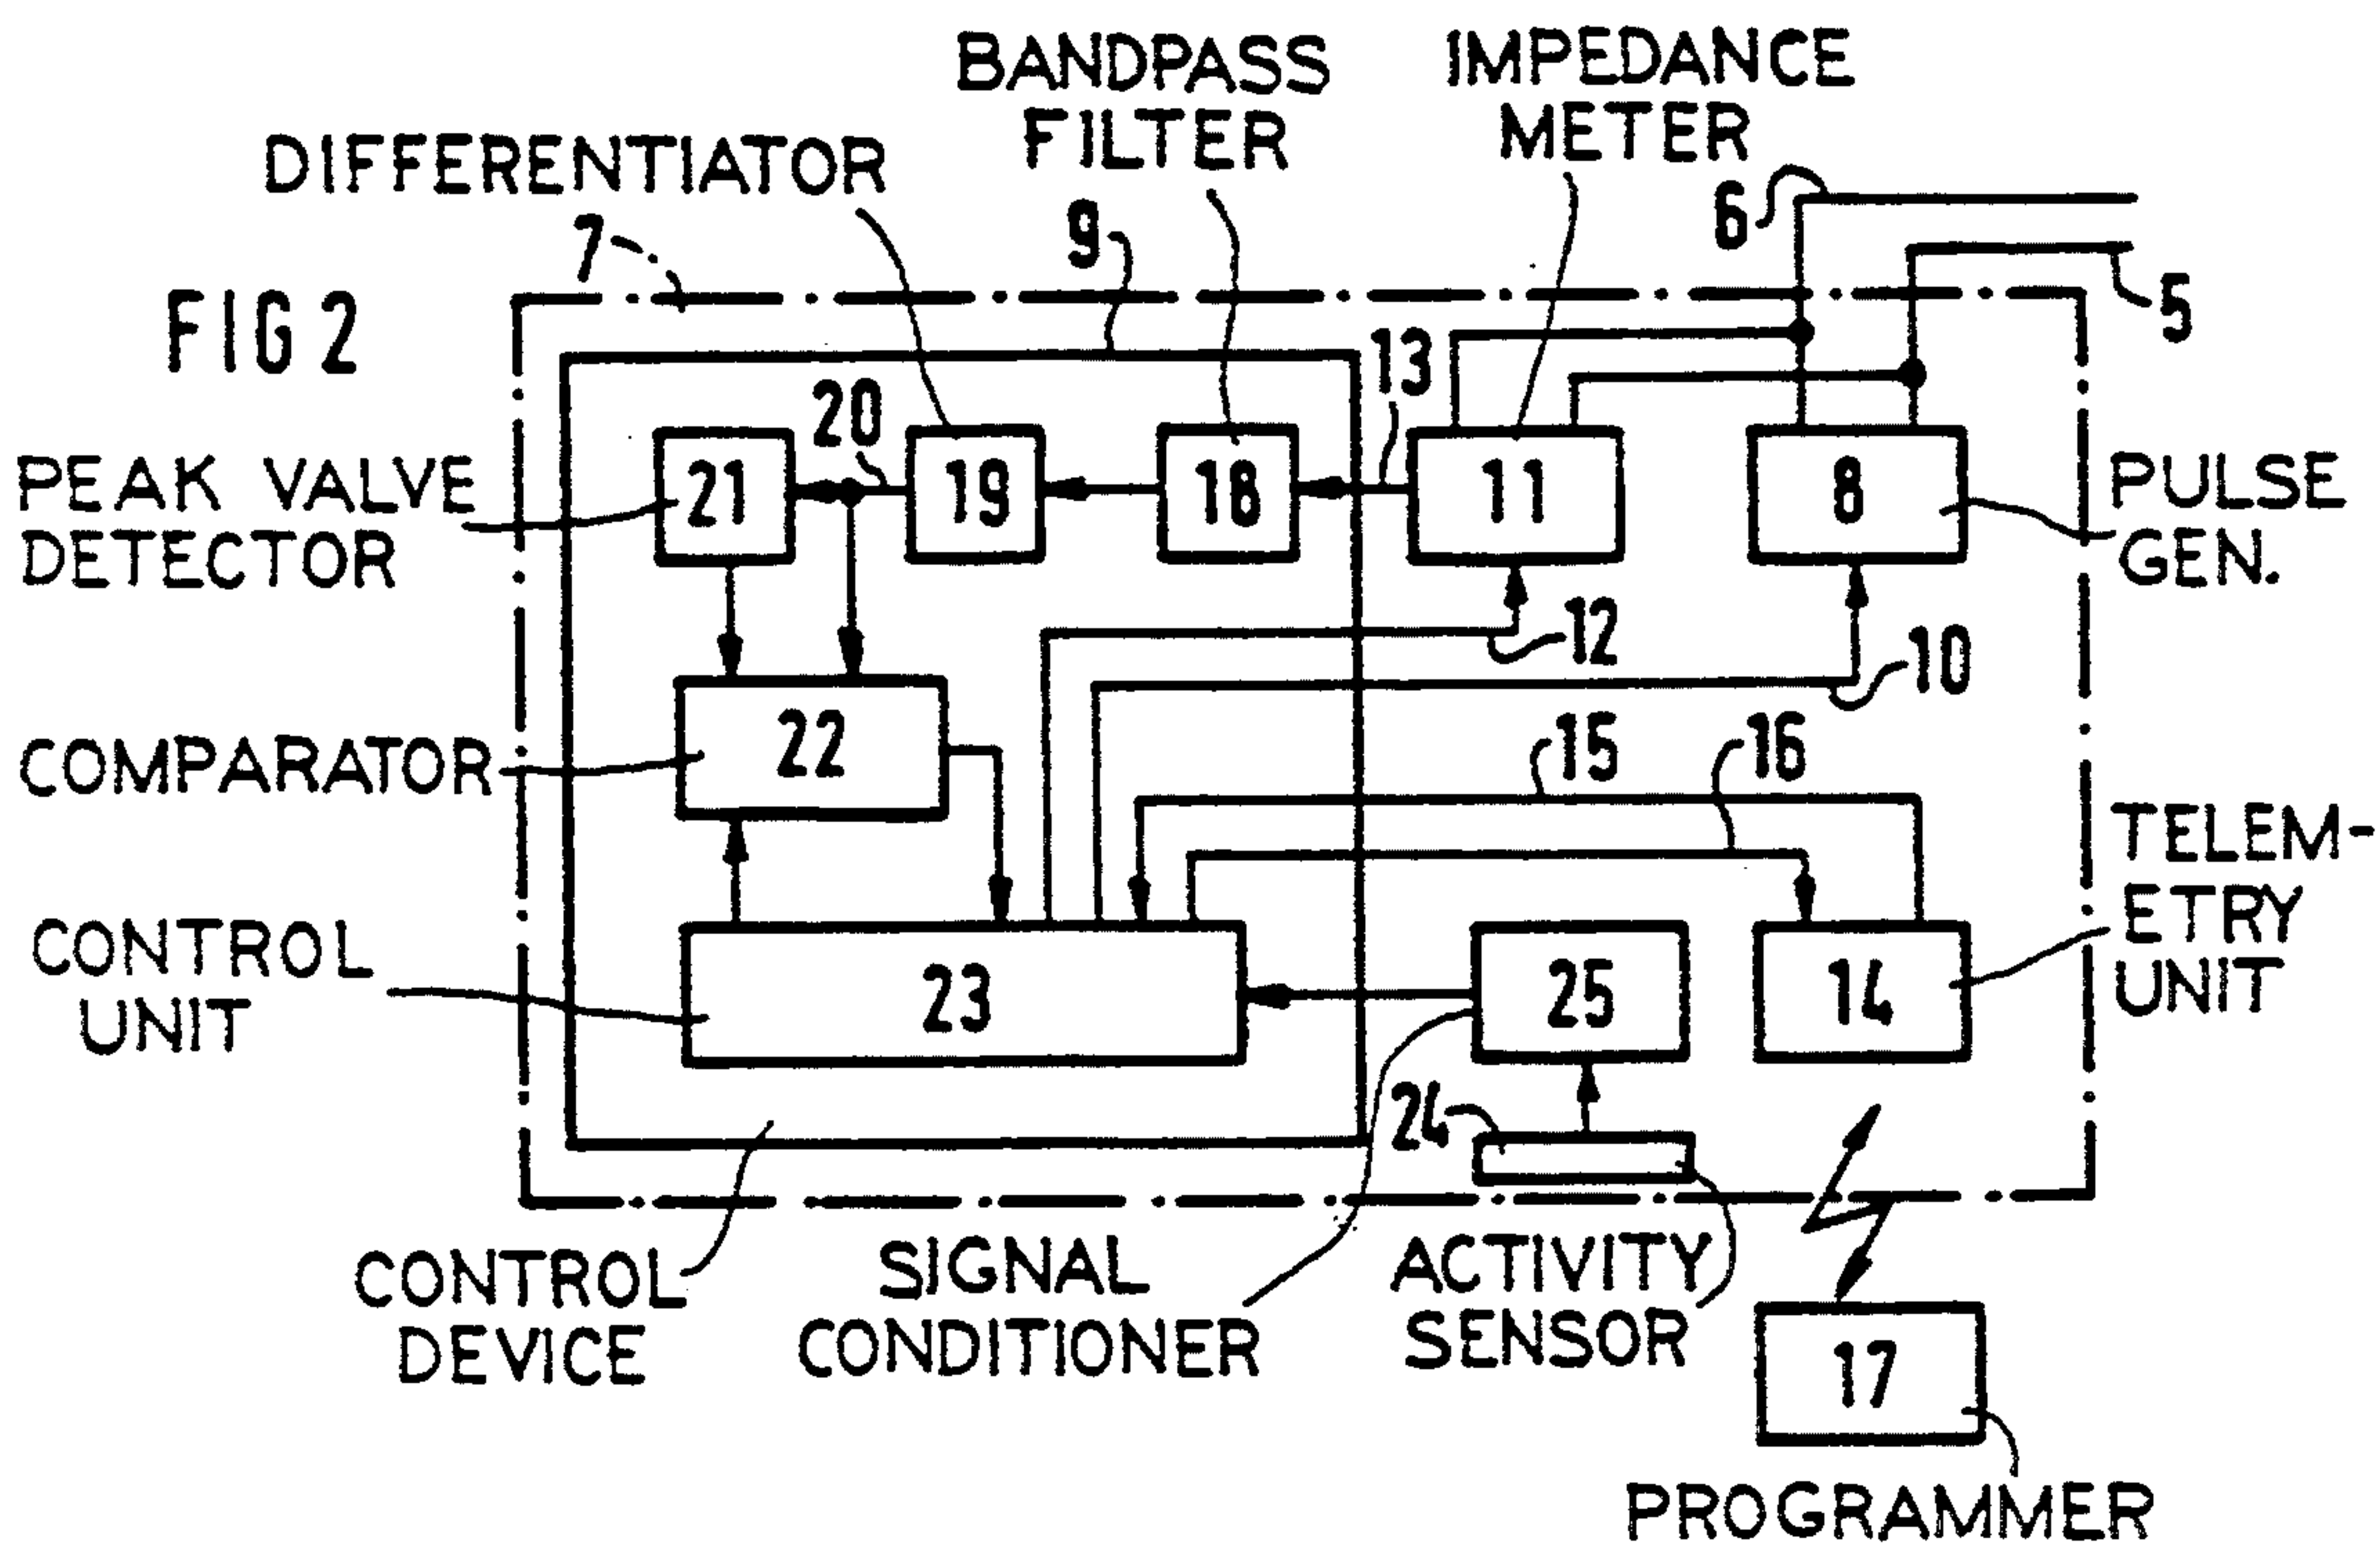 BANDPASS
FILTER
IMPEDANCE
METER
DIFFERENTIATOR
7
9
6
5
FIG 2
13
20
21
19
18
11
8
PEAK VALVE
DETECTOR
PULSE
GEN.
12
10
22
COMPARATOR
15
16
TELEM-
ETRY
UNIT
CONTROL
UNIT
23
25
14
24
CONTROL
DEVICE
SIGNAL
CONDITIONER
ACTIVITY
SENSOR
17
PROGRAMMER